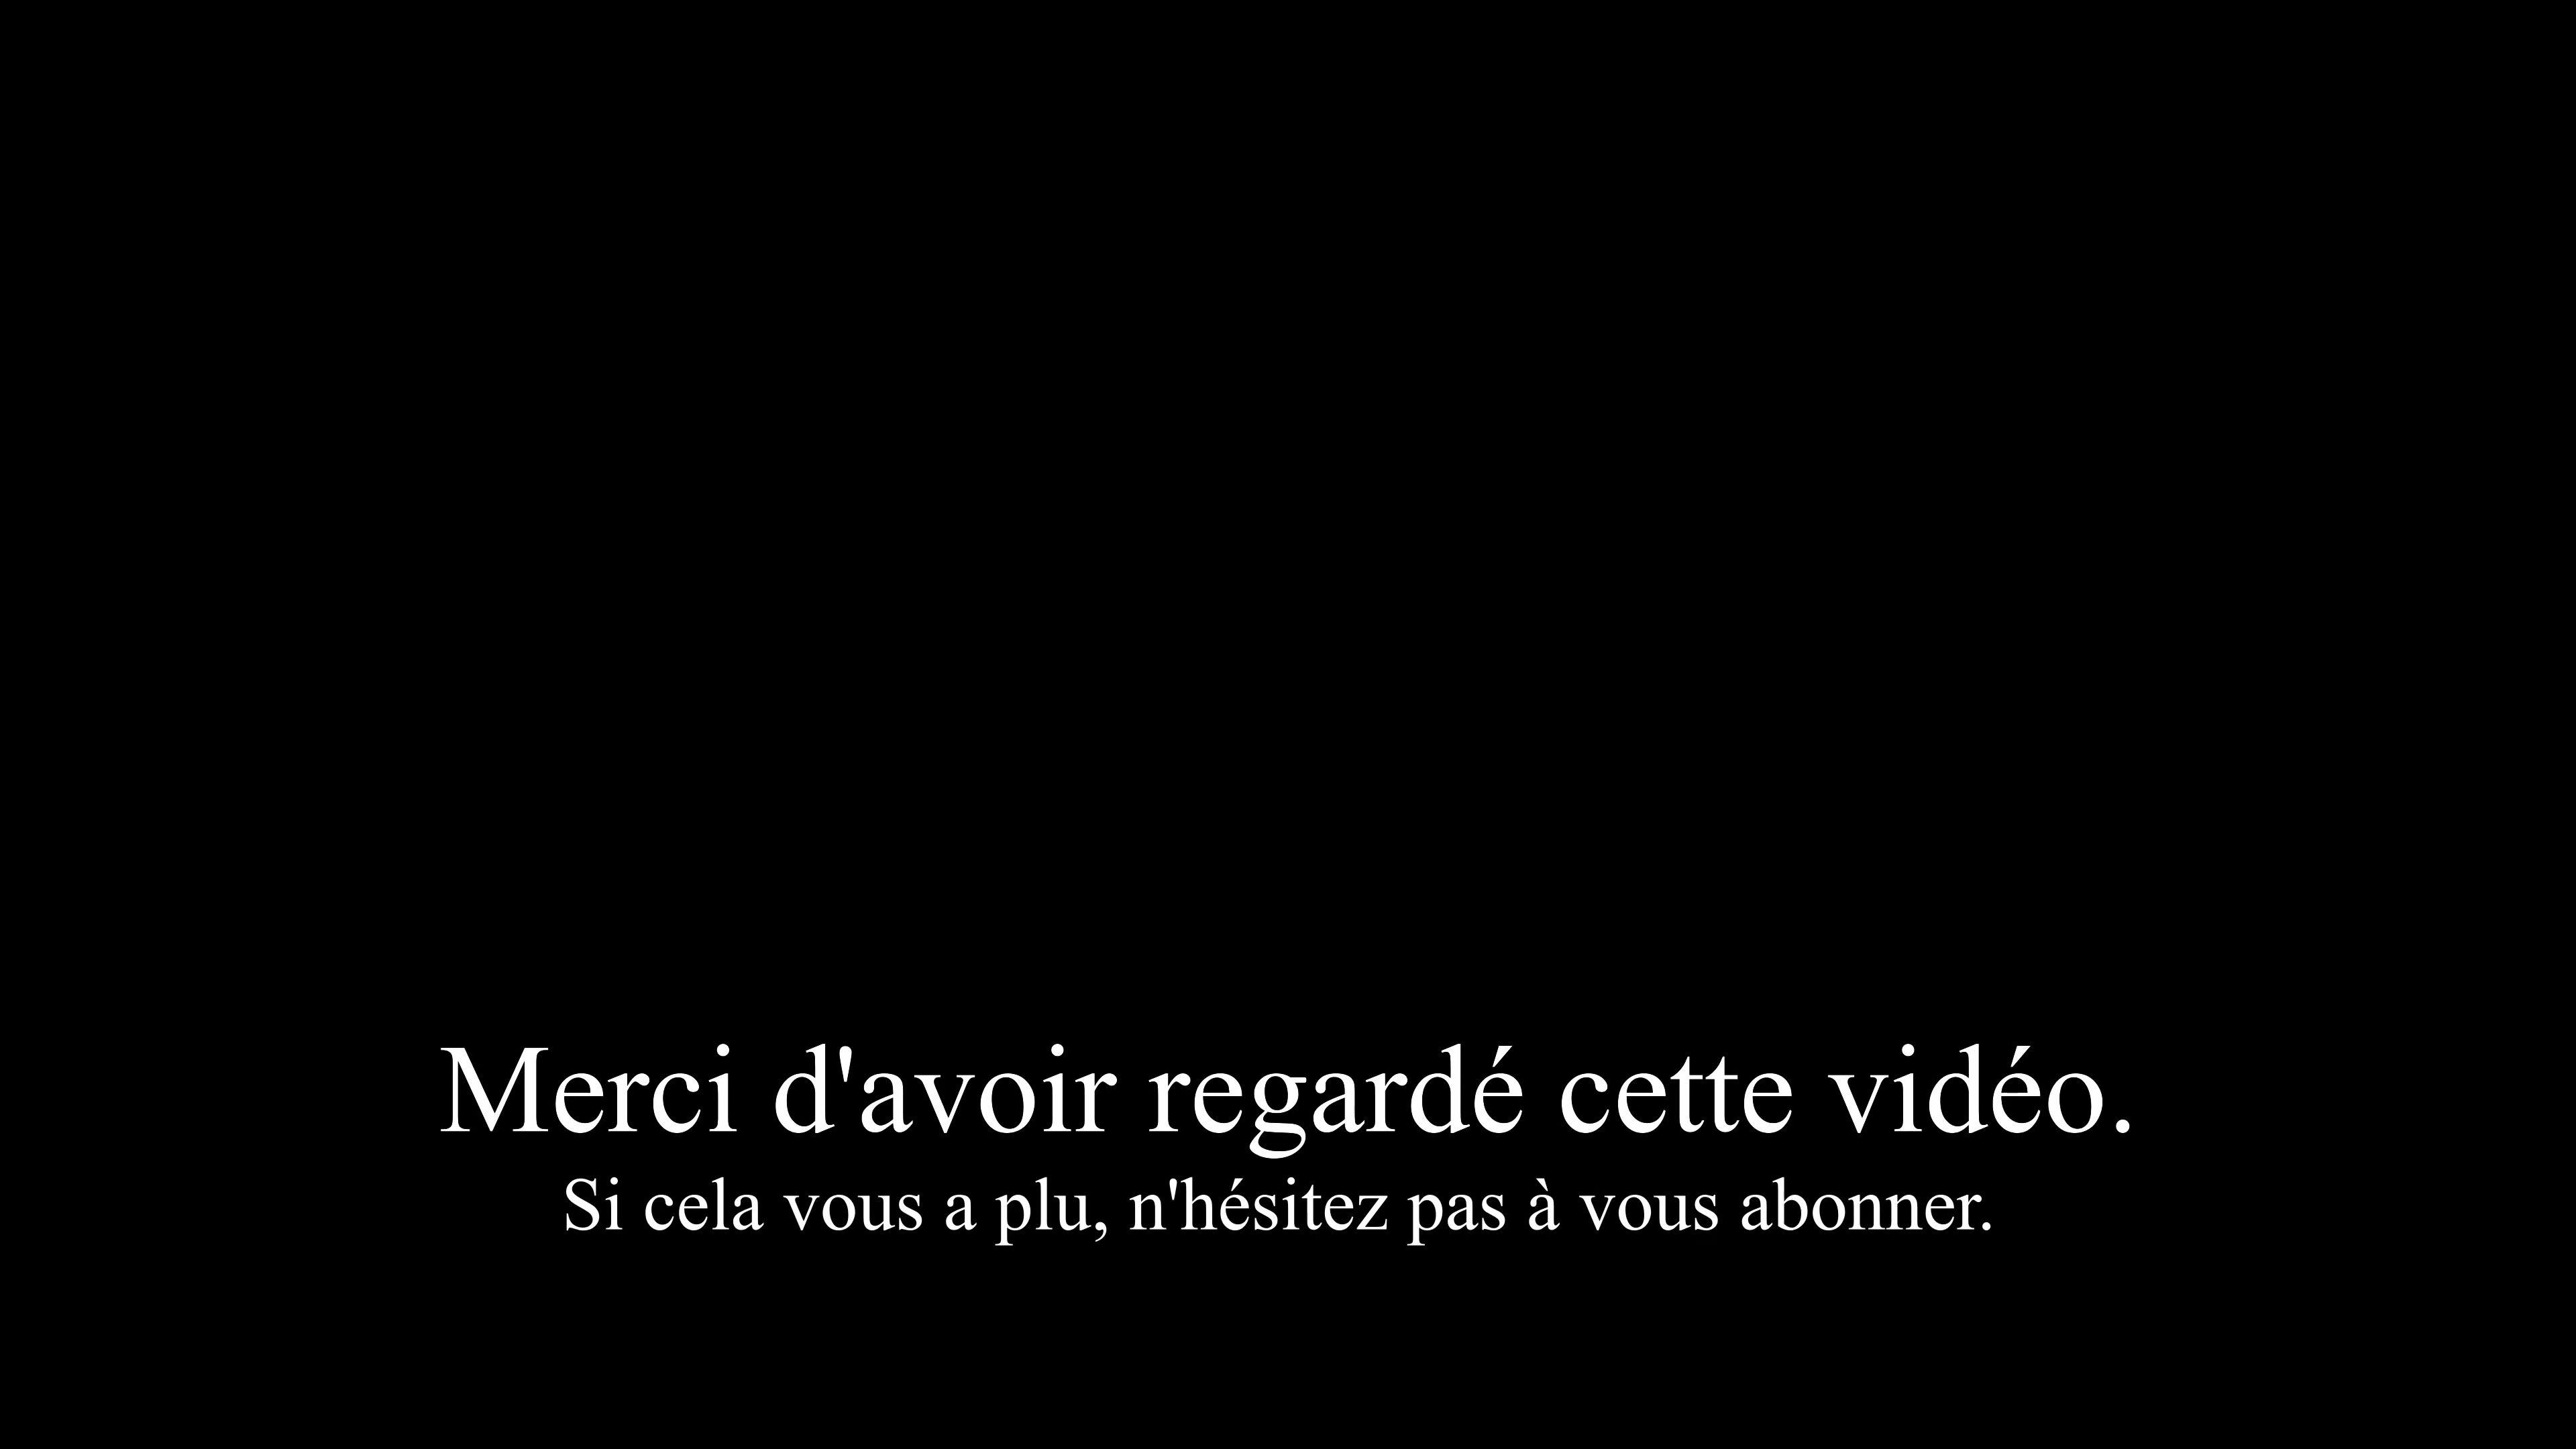 Merci d'avoir regardé cette vidéo.
Si cela vous a plu, n'hésitez pas à vous abonner.